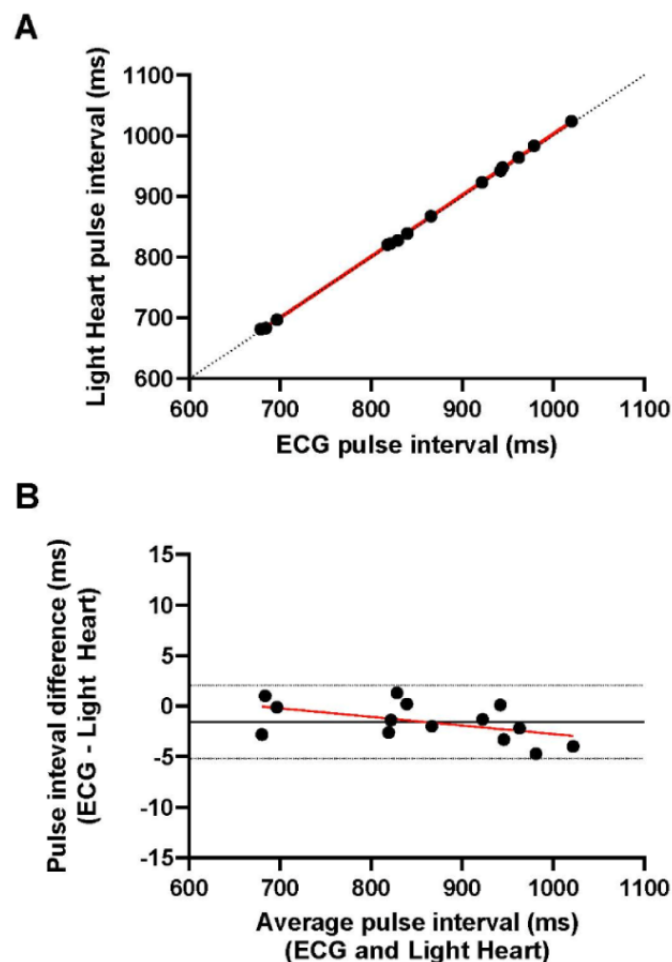 A
Light Heart pulse interval (ms)
1100
1000
900
800
700
600
600 700 800 900 1000 1100
ECG pulse interval (ms)
B
Pulse inteval difference (ms)
(ECG - Light Heart)
15
10
5
0
-5
-10
-15
600 700 800 900 1000 1100
Average pulse interval (ms)
(ECG and Light Heart)